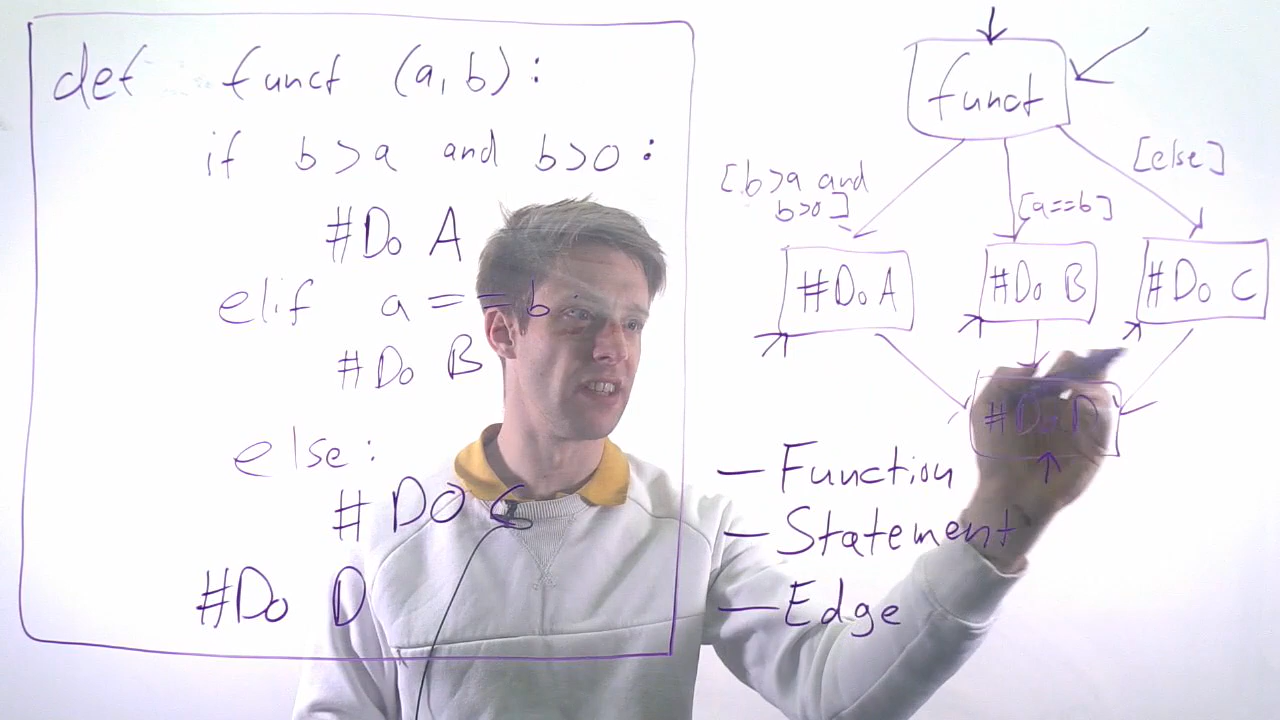 def funct (a,b):
if b>a and b>0:
#Do A
elif a == b:
#Do B
else:
#DO C
#Do D
funct
[b>a and
b>0]
[a==b]
[else]
#Do A
#Do B
#Do C
#Do D
— Function
— Statement
— Edge